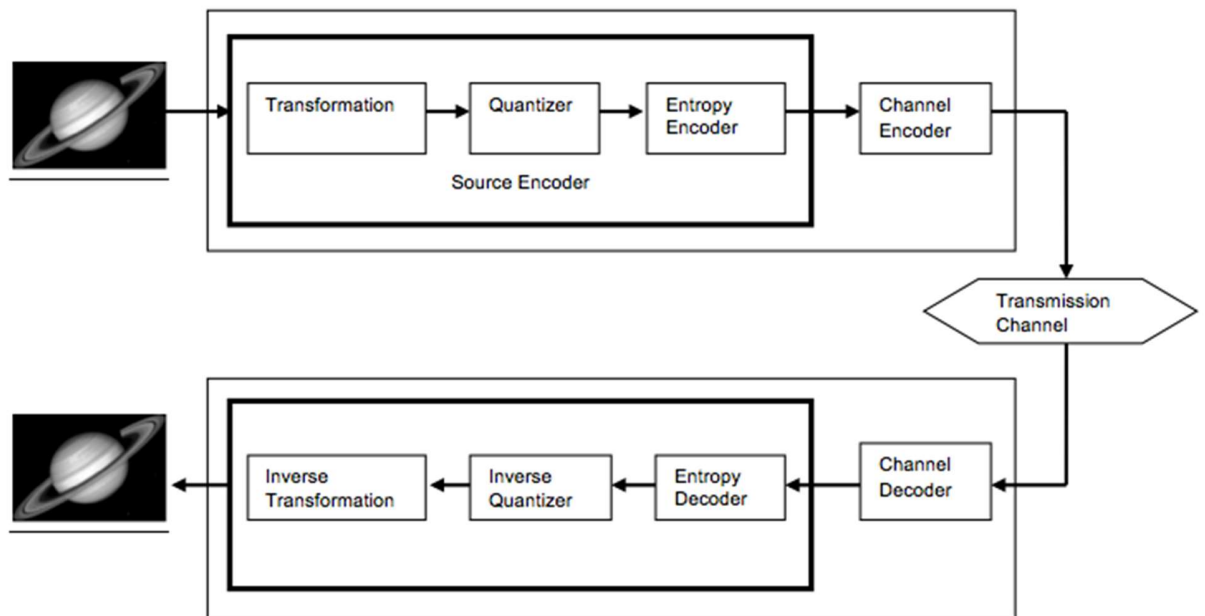 Transformation
Quantizer
Entropy
Encoder
Channel
Encoder
Source Encoder
Transmission
Channel
Inverse
Transformation
Inverse
Quantizer
Entropy
Decoder
Channel
Decoder